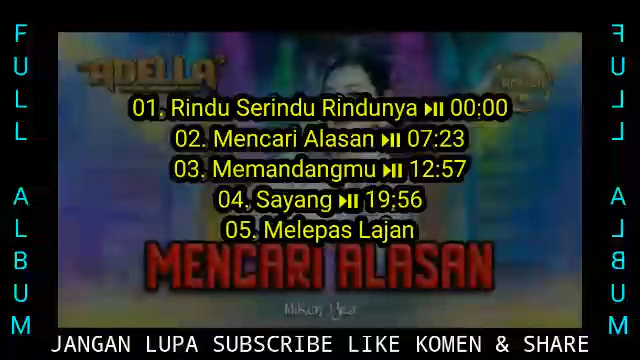 FULL ALBUM
"ADELLA"
01. Rindu Serindu Rindunya ⏯ 00:00
02. Mencari Alasan ⏯ 07:23
03. Memandangmu ⏯ 12:57
04. Sayang ⏯ 19:56
05. Melepas Lajan
MENCARI ALASAN
FULL ALBUM
JANGAN LUPA SUBSCRIBE LIKE KOMEN & SHARE